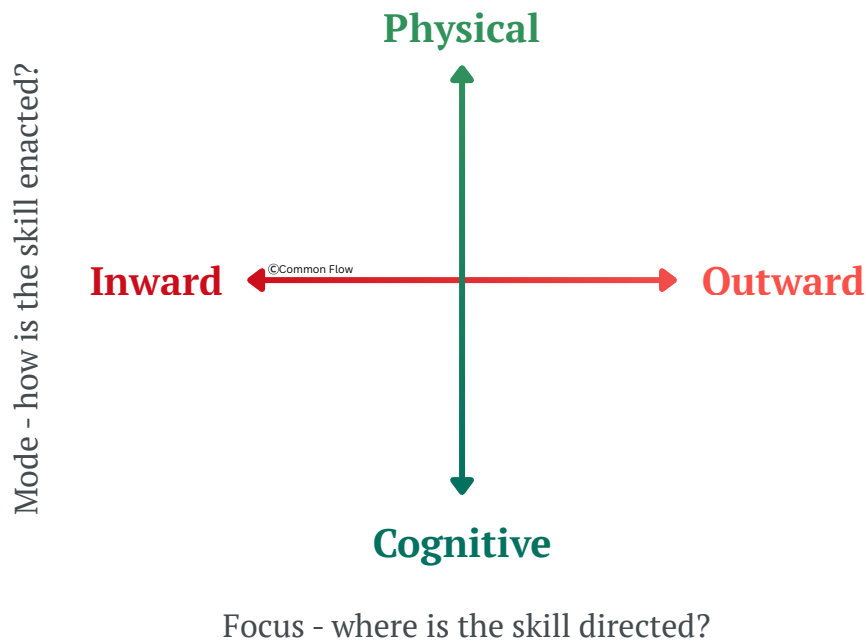 Physical
Mode - how is the skill enacted?
Inward
©Common Flow
Outward
Cognitive
Focus - where is the skill directed?